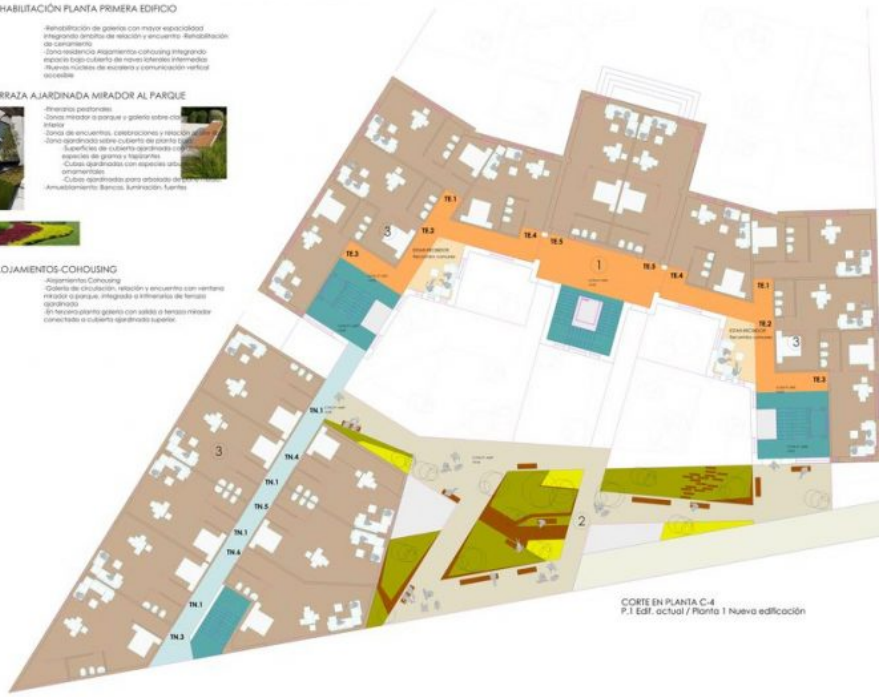 HABILITACIÓN PLANTA PRIMERA EDIFICIO
-Rehabilitación de galerías con mayor espacialidad
integrando ámbitos de relación y encuentro -Rehabilitación
de cerramiento
-Zona residencia Alojamientos cohousing integrando
espacio bajo cubierta de naves laterales intermedias
-Nuevos núcleos de escalera y comunicación vertical
accesible
RRAZA AJARDINADA MIRADOR AL PARQUE
-Itinerarios peatonales
-Zonas mirador a parque y galería sobre
interior
-Zonas de encuentros, celebraciones y relación
-Zona ajardinada sobre cubierta de planta
-Superficies de cubierta ajardinada
especies de grama y tapizantes
-Cubas ajardinadas con especies
ornamentales
-Cubas ajardinadas para arbolado de
-Amueblamiento: Bancos, iluminación, fuentes
OJAMIENTOS-COHOUSING
-Alojamientos Cohousing
-Galería de circulación, relación y encuentro con ventana
mirador a parque, integrada a itinerarios de terraza
ajardinada
-En tercera planta galería con salida a terraza mirador
conectada a cubierta ajardinada superior.
TE.1
TE.2
3
TE.3
TE.4
TE.5
1
TE.5
TE.4
TE.1
TE.2
3
TE.3
TN.1
3
TN.4
TN.1
TN.5
TN.1
TN.6
TN.1
TN.3
2
CORTE EN PLANTA C-4
P.1 Edif. actual / Planta 1 Nueva edificación